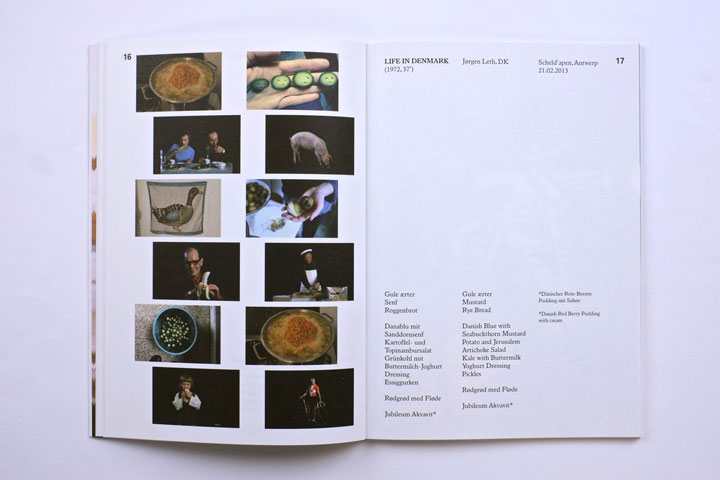 16
LIFE IN DENMARK
(1972, 37')
Jørgen Leth, DK
Scheld'apen, Antwerp
21.02.2013
17
Gule ærter
Senf
Roggenbrot
Danablu mit
Sanddornsenf
Kartoffel- und
Topinambursalat
Grünkohl mit
Buttermilch-Joghurt
Dressing
Essiggurken
Rødgrød med Fløde
Jubileum Akvavit*
Gule ærter
Mustard
Rye Bread
Danish Blue with
Seabuckthorn Mustard
Potato and Jerusalem
Artichoke Salad
Kale with Buttermilk
Yoghurt Dressing
Pickles
Rødgrød med Fløde
Jubileum Akvavit*
*Dänischer Rote Beeren
Pudding mit Sahne
*Danish Red Berry Pudding
with cream